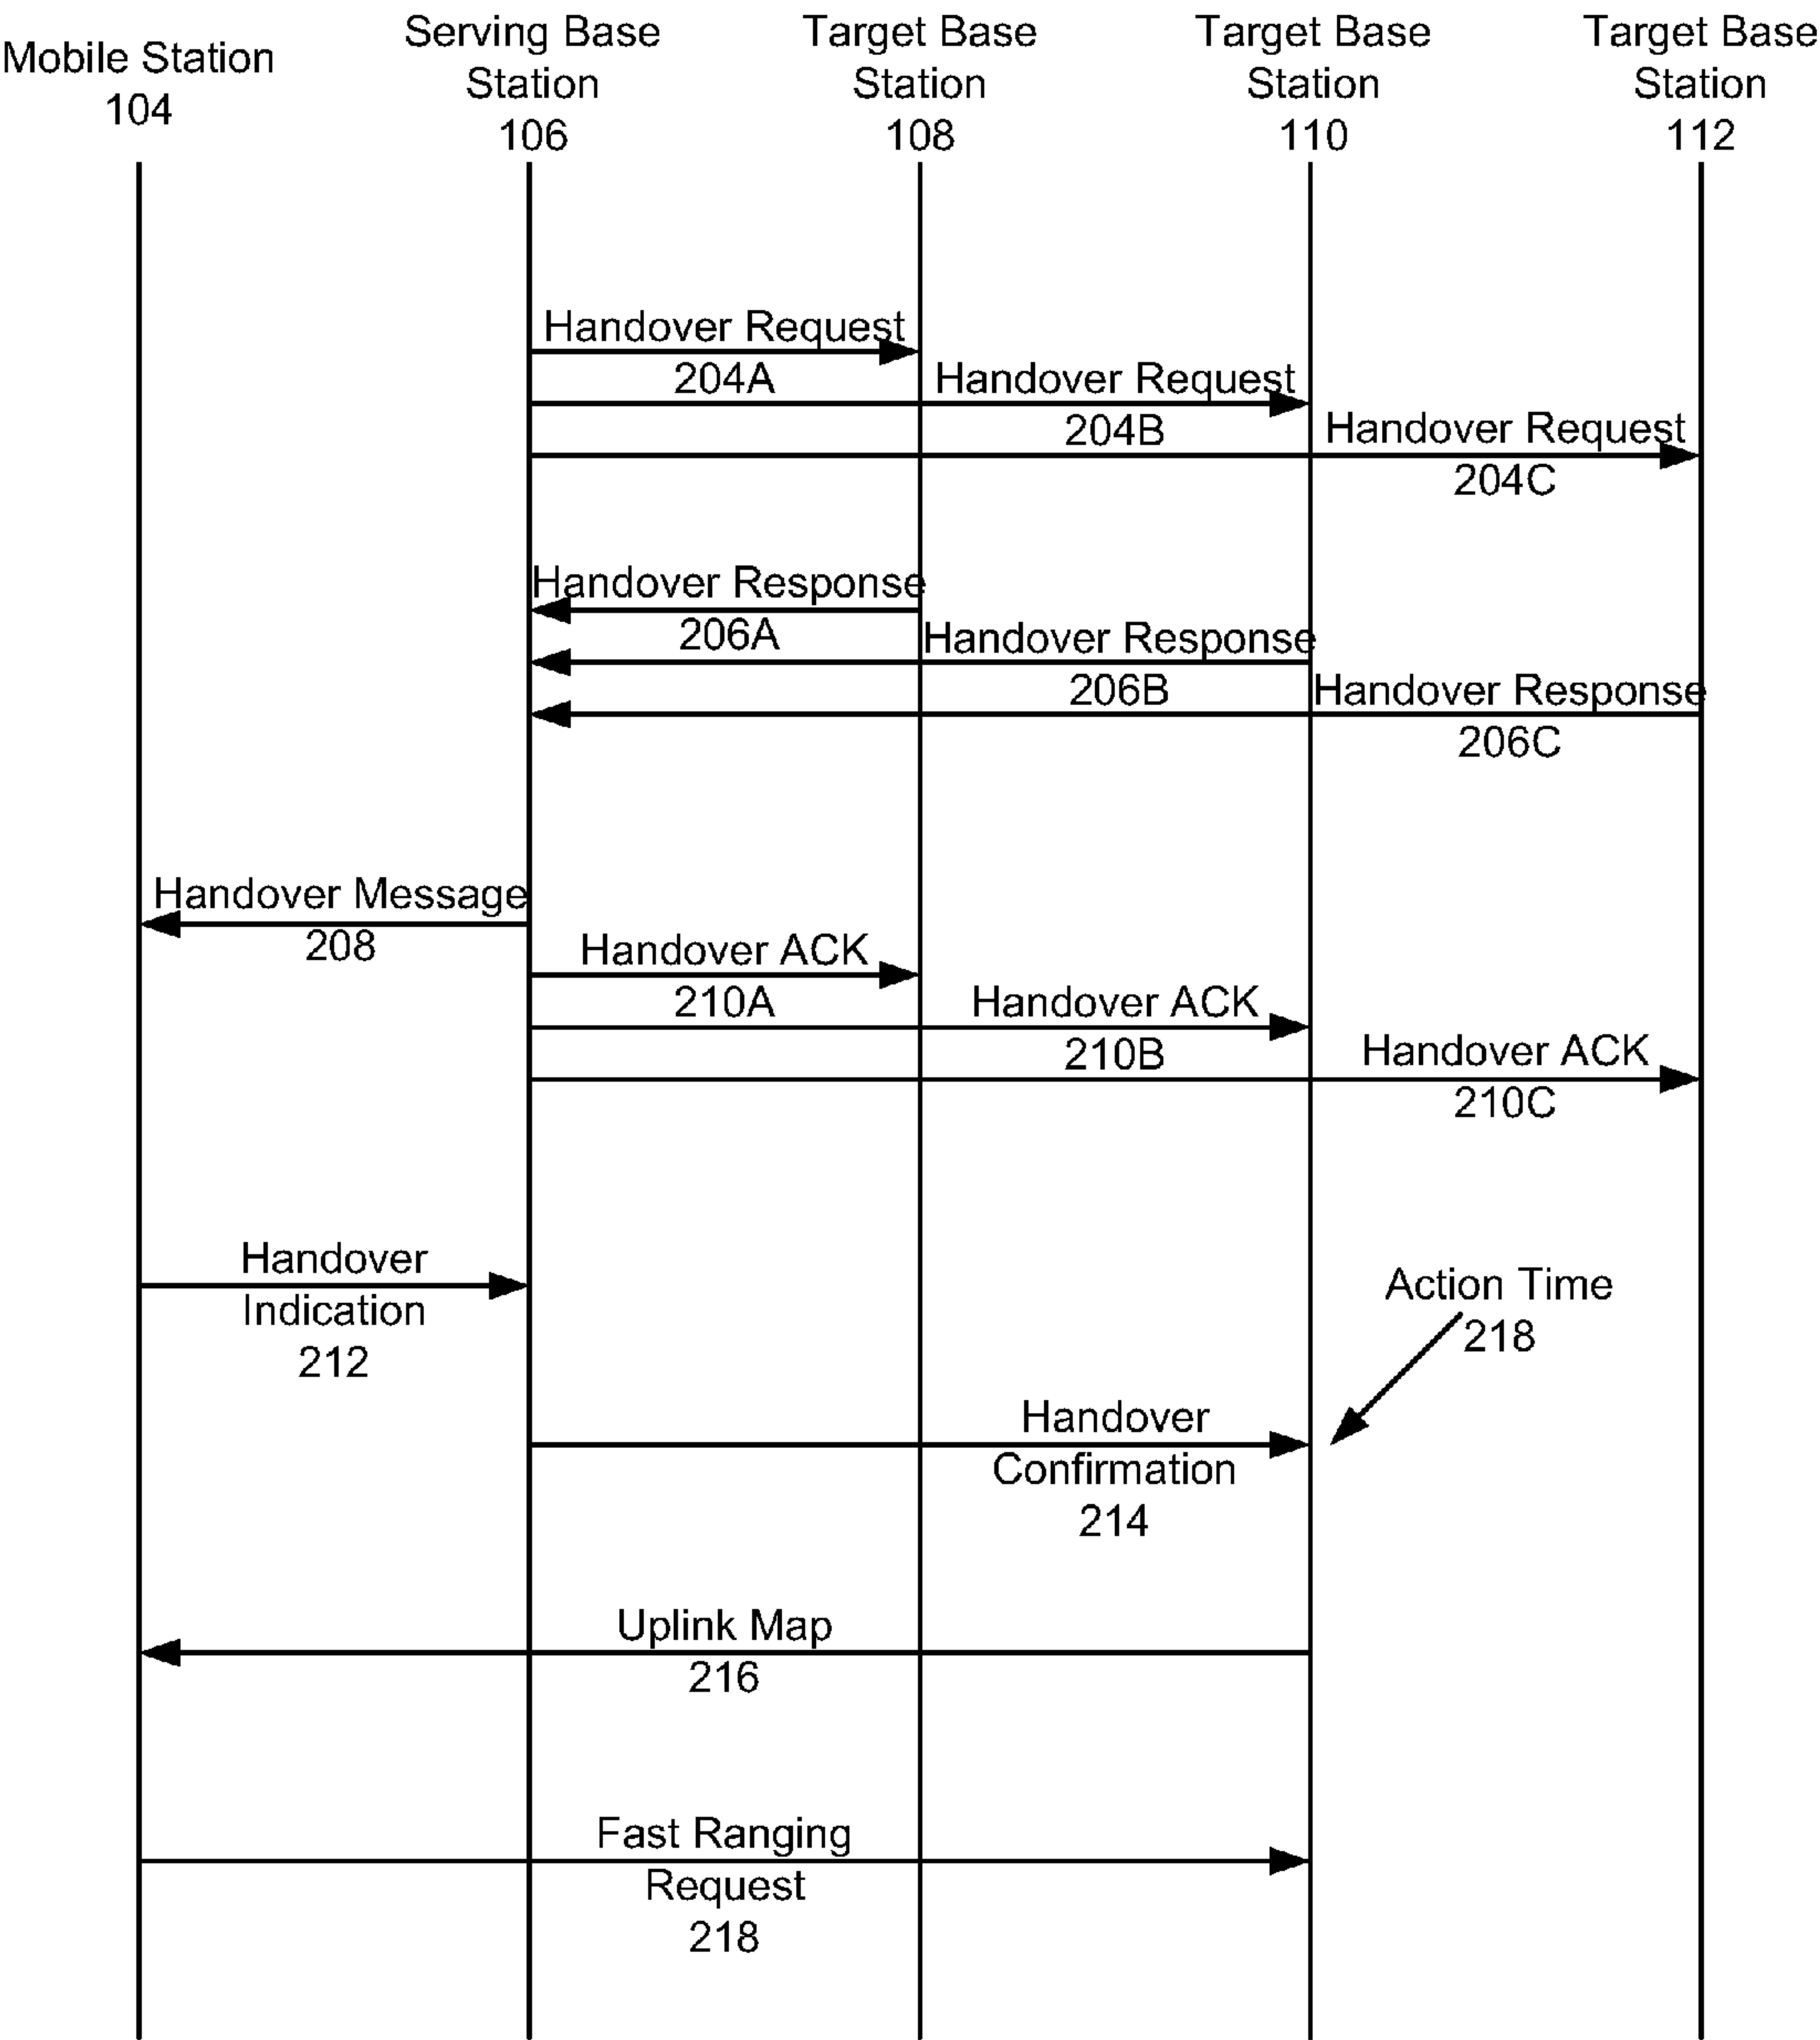 Mobile Station
104
Serving Base
Station
106
Target Base
Station
108
Target Base
Station
110
Target Base
Station
112
Handover Request
204A
Handover Request
204B
Handover Request
204C
Handover Response
206A
Handover Response
206B
Handover Response
206C
Handover Message
208
Handover ACK
210A
Handover ACK
210B
Handover ACK
210C
Handover
Indication
212
Action Time
218
Handover
Confirmation
214
Uplink Map
216
Fast Ranging
Request
218